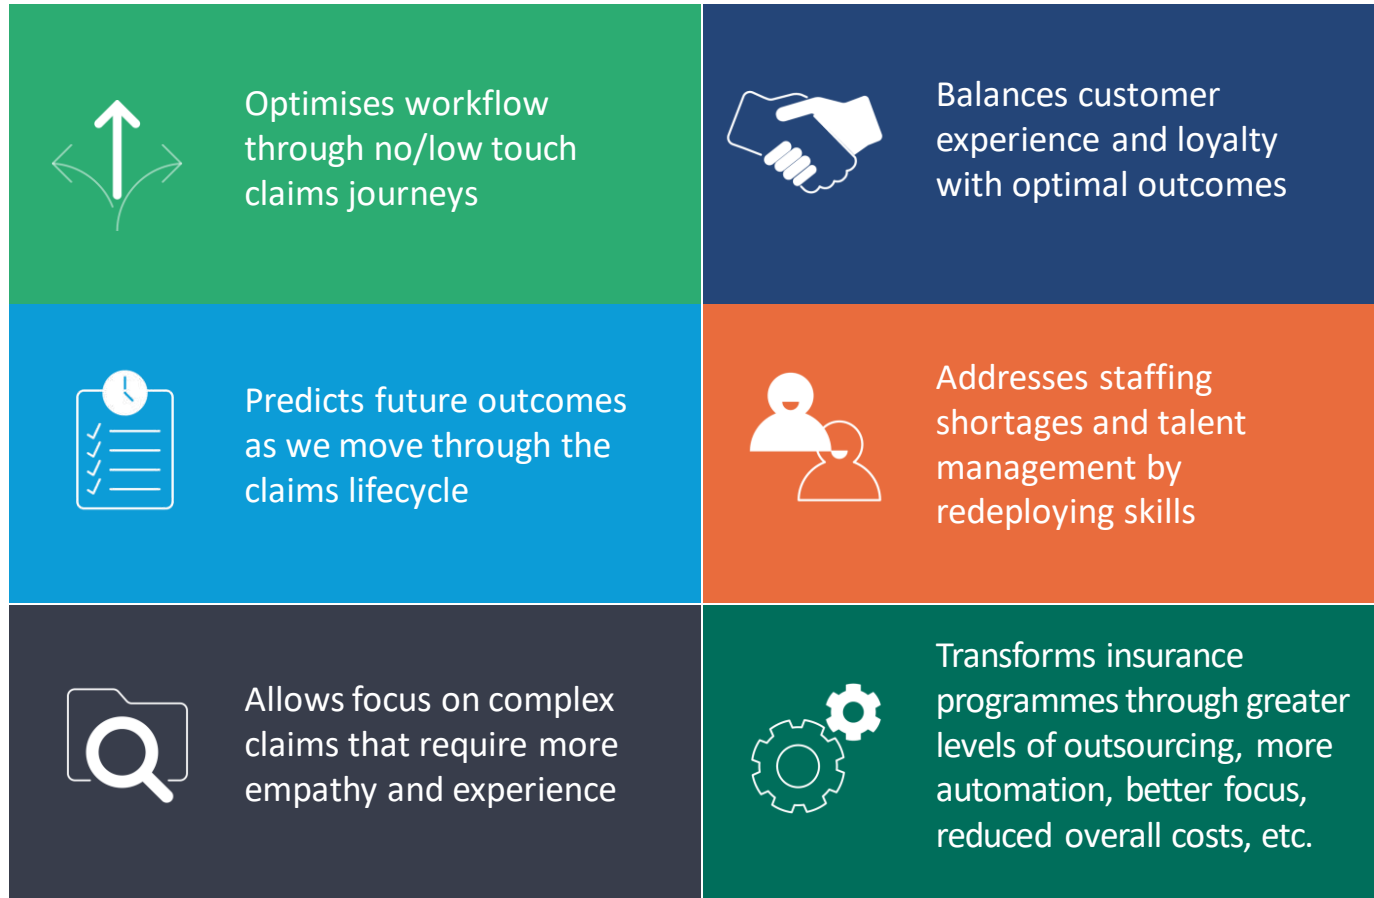 Optimises workflow
through no/low touch
claims journeys
Balances customer
experience and loyalty
with optimal outcomes
Predicts future outcomes
as we move through the
claims lifecycle
Addresses staffing
shortages and talent
management by
redeploying skills
Allows focus on complex
claims that require more
empathy and experience
Transforms insurance
programmes through greater
levels of outsourcing, more
automation, better focus,
reduced overall costs, etc.